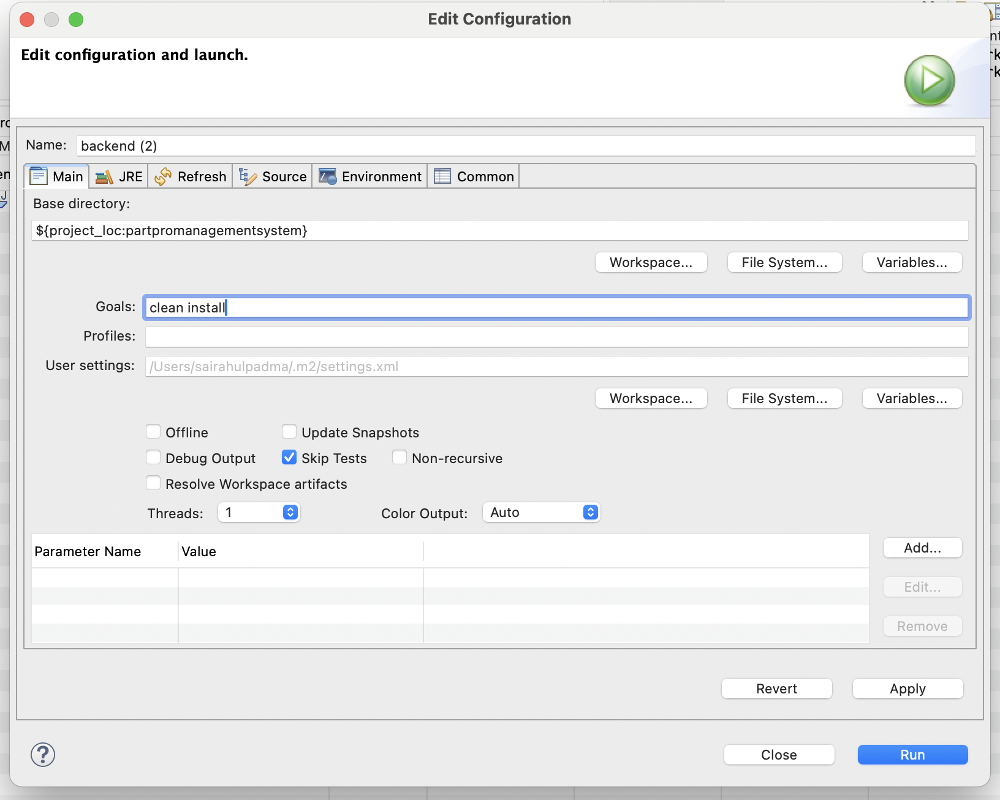 Edit Configuration
Edit configuration and launch.
Name: backend (2)
Main JRE Refresh Source Environment Common
Base directory:
${project_loc:partpromanagementsystem}
Workspace... File System... Variables...
Goals: clean install
Profiles:
User settings: /Users/sairahulpadma/.m2/settings.xml
Workspace... File System... Variables...
Offline Update Snapshots
Debug Output Skip Tests Non-recursive
Resolve Workspace artifacts
Threads: 1 Color Output: Auto
Parameter Name Value
Add...
Edit...
Remove
Revert Apply
? Close Run